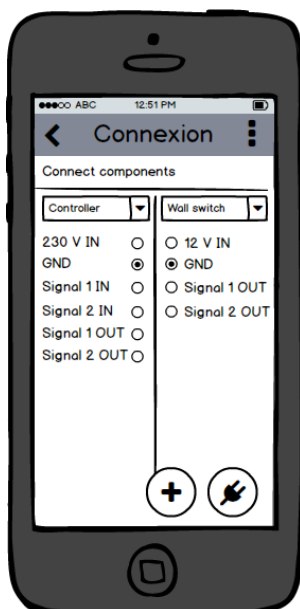 ABC 12:51 PM
Connexion
Connect components
Controller
230 V IN
GND
Signal 1 IN
Signal 2 IN
Signal 1 OUT
Signal 2 OUT
Wall switch
12 V IN
GND
Signal 1 OUT
Signal 2 OUT